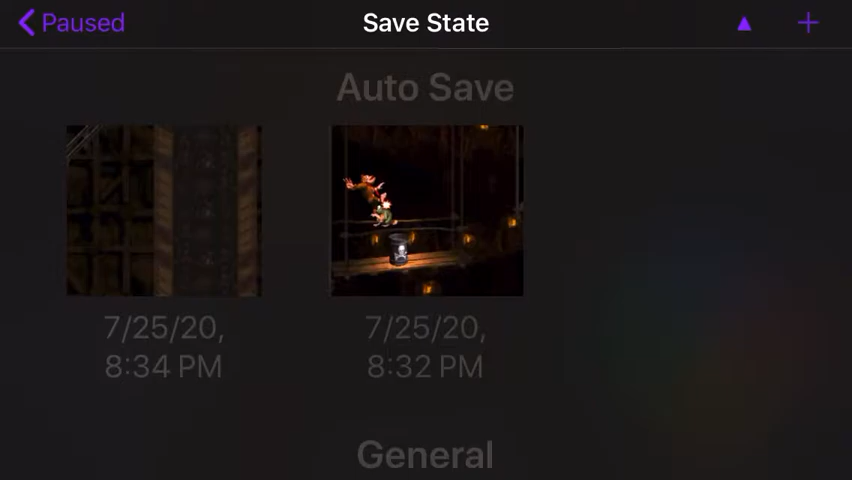 Paused
Save State
Auto Save
7/25/20,
8:34 PM
7/25/20,
8:32 PM
General